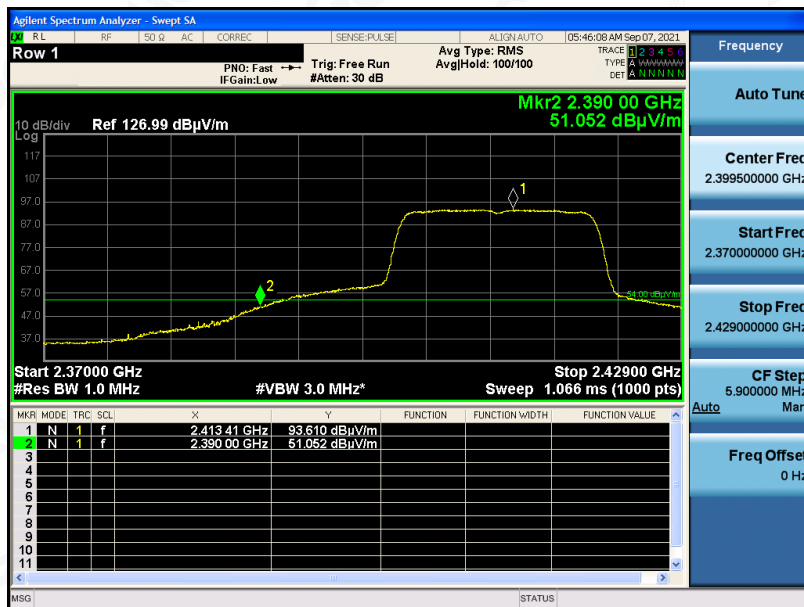 Agilent Spectrum Analyzer - Swept SA
LXI RL RF 50 Ω AC CORREC SENSE:PULSE ALIGN AUTO 05:46:08 AM Sep 07, 2021
Row 1
PNO: Fast
IFGain:Low
Trig: Free Run
#Atten: 30 dB
Avg Type: RMS
Avg|Hold: 100/100
TRACE 1 2 3 4 5 6
TYPE A WWWWW
DET A N N N N N
Mkr2 2.390 00 GHz
51.052 dBµV/m
10 dB/div Ref 126.99 dBµV/m
Log
117
107
97.0
87.0
77.0
67.0
57.0
47.0
37.0
1
2
54.00 dBµV/m
Start 2.37000 GHz Stop 2.42900 GHz
#Res BW 1.0 MHz #VBW 3.0 MHz* Sweep 1.066 ms (1000 pts)
MKR MODE TRC SCL X Y FUNCTION FUNCTION WIDTH FUNCTION VALUE
1 N 1 f 2.413 41 GHz 93.610 dBµV/m
2 N 1 f 2.390 00 GHz 51.052 dBµV/m
3
4
5
6
7
8
9
10
11
MSG STATUS
Frequency
Auto Tune
Center Freq
2.399500000 GHz
Start Freq
2.370000000 GHz
Stop Freq
2.429000000 GHz
CF Step
5.900000 MHz
Auto Man
Freq Offset
0 Hz